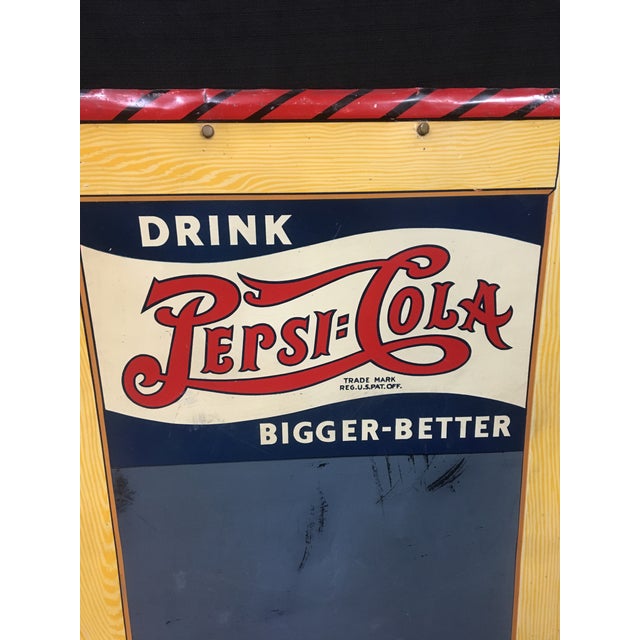 DRINK
PEPSI:COLA
TRADE MARK
REG.U.S.PAT.OFF.
BIGGER-BETTER